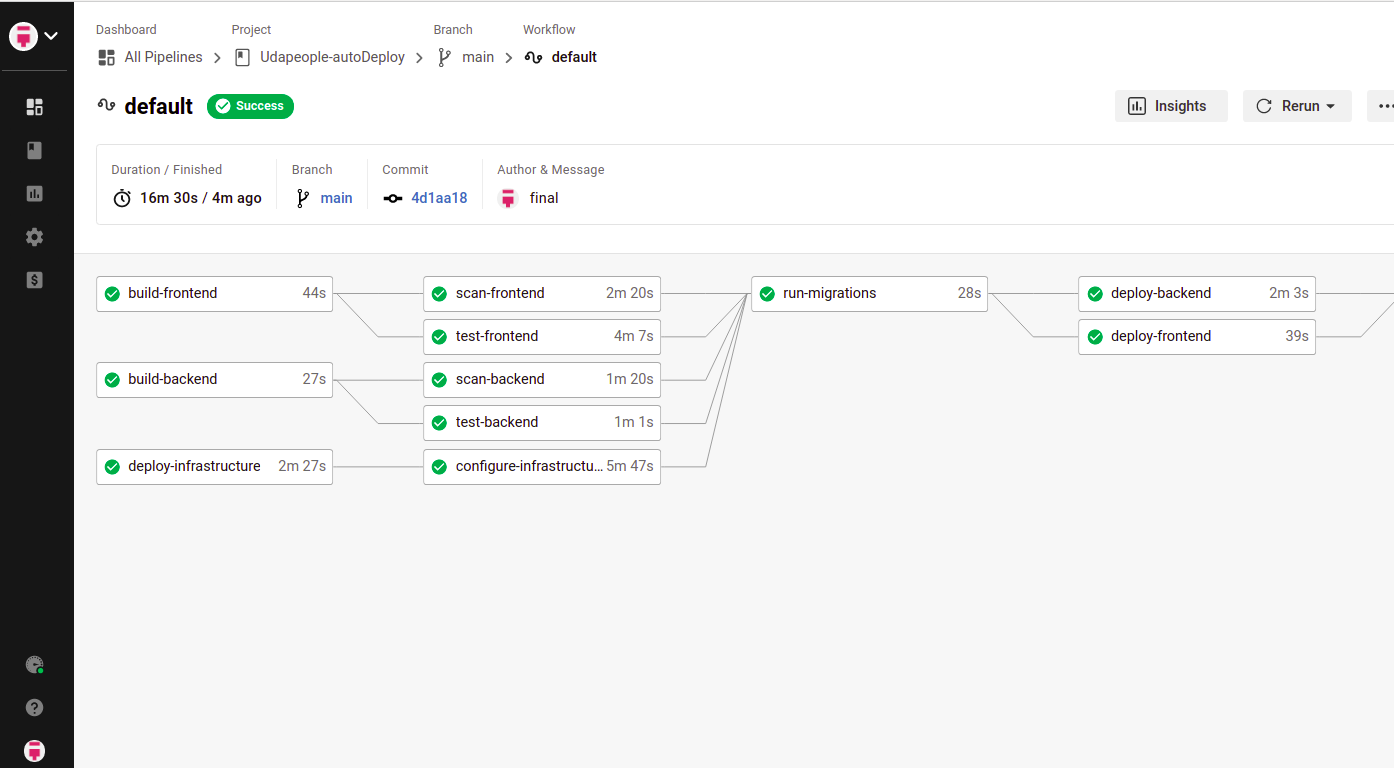 Dashboard Project Branch Workflow
All Pipelines Udapeople-autoDeploy main default
default Success Insights Rerun
Duration / Finished Branch Commit Author & Message
16m 30s / 4m ago main 4d1aa18 final
build-frontend 44s scan-frontend 2m 20s run-migrations 28s deploy-backend 2m 3s
test-frontend 4m 7s deploy-frontend 39s
build-backend 27s scan-backend 1m 20s
test-backend 1m 1s
deploy-infrastructure 2m 27s configure-infrastructu... 5m 47s